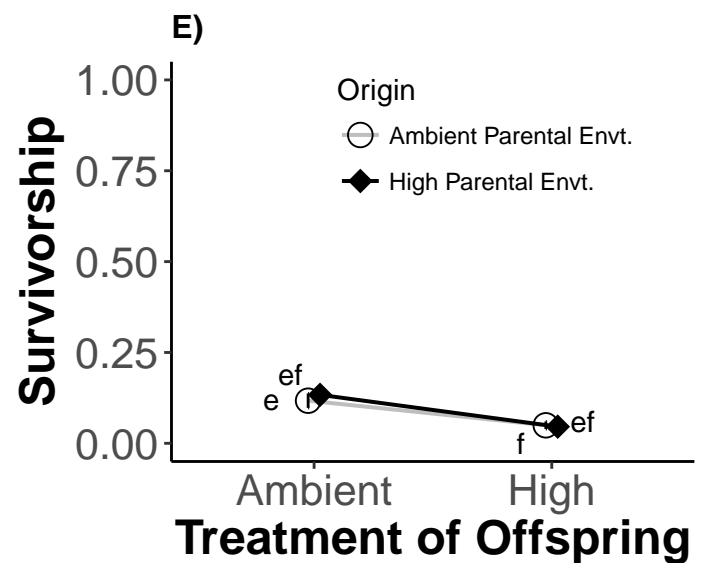 E)
Survivorship
1.00
0.75
0.50
0.25
0.00
Origin
Ambient Parental Envt.
High Parental Envt.
ef
e
ef
f
Ambient
High
Treatment of Offspring